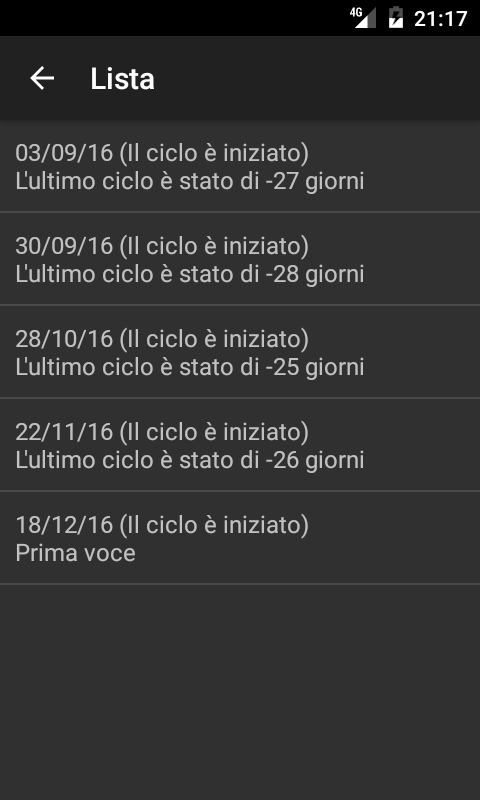 4G 21:17
Lista
03/09/16 (Il ciclo è iniziato)
L'ultimo ciclo è stato di -27 giorni
30/09/16 (Il ciclo è iniziato)
L'ultimo ciclo è stato di -28 giorni
28/10/16 (Il ciclo è iniziato)
L'ultimo ciclo è stato di -25 giorni
22/11/16 (Il ciclo è iniziato)
L'ultimo ciclo è stato di -26 giorni
18/12/16 (Il ciclo è iniziato)
Prima voce